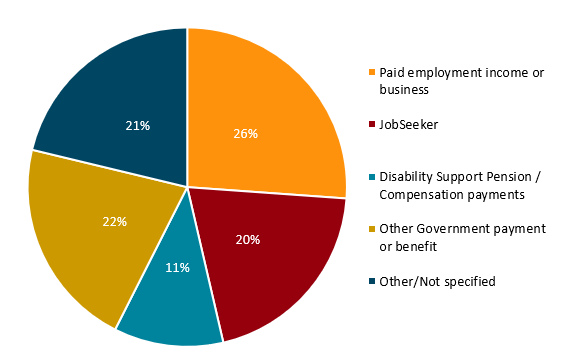 21%
26%
22%
20%
11%
Paid employment income or
business
JobSeeker
Disability Support Pension /
Compensation payments
Other Government payment
or benefit
Other/Not specified